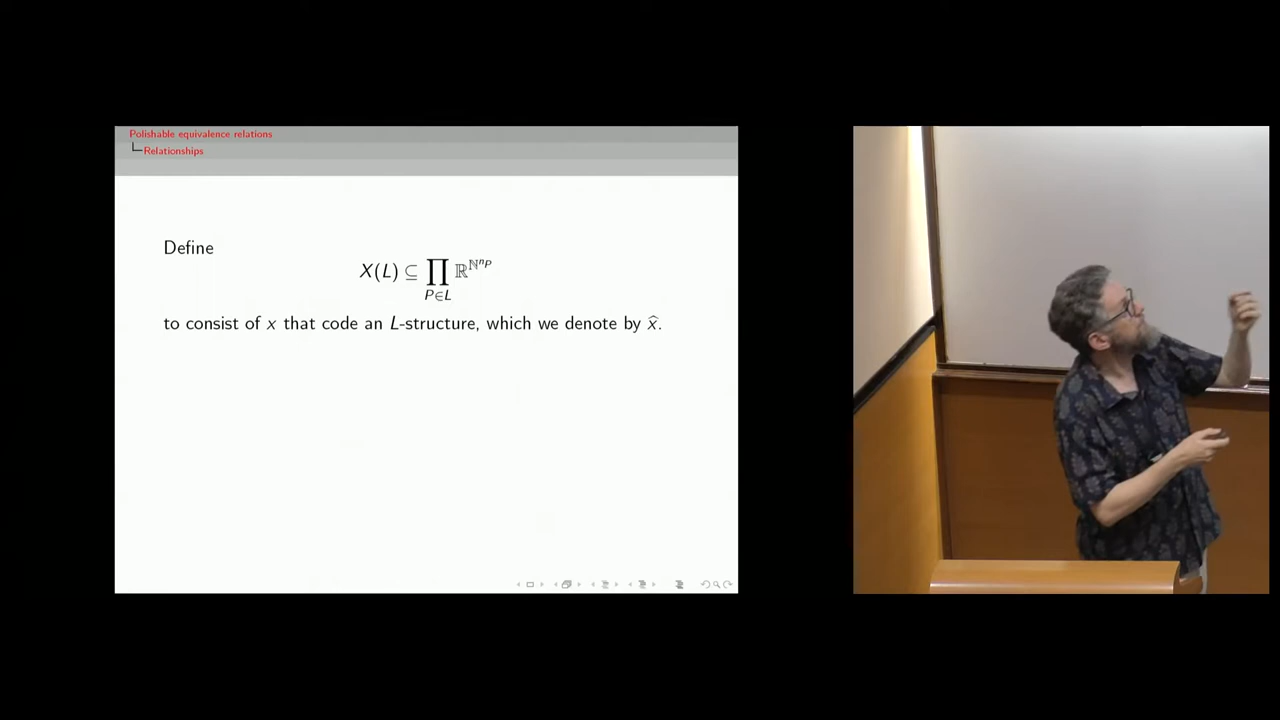 Polishable equivalence relations
Relationships
Define
X(L) ⊆ ∏_{P∈L} ℝ^{ℕ^{n_P}}
to consist of x that code an L-structure, which we denote by x̂.